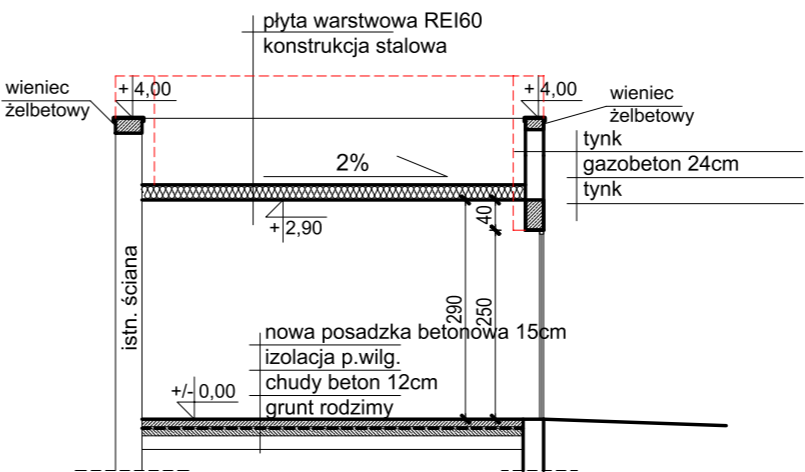 płyta warstwowa REI60
konstrukcja stalowa
wieniec
żelbetowy
+4,00
+4,00
wieniec
żelbetowy
tynk
gazobeton 24cm
tynk
2%
+2,90
40
290
250
istn. ściana
nowa posadzka betonowa 15cm
izolacja p.wilg.
chudy beton 12cm
grunt rodzimy
+/- 0,00